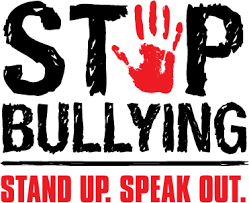 STOP
BULLYING
STAND UP. SPEAK OUT.